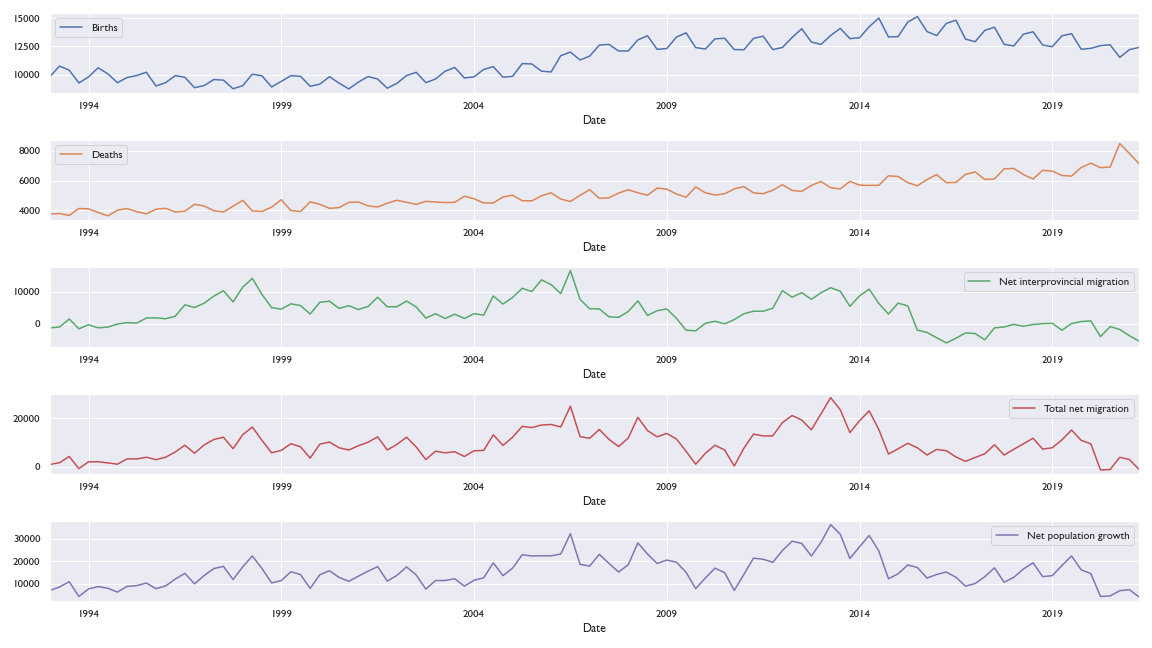 15000
12500
10000
Births
1994 1999 2004 2009 2014 2019
Date
8000
6000
4000
Deaths
1994 1999 2004 2009 2014 2019
Date
10000
0
Net interprovincial migration
1994 1999 2004 2009 2014 2019
Date
20000
0
Total net migration
1994 1999 2004 2009 2014 2019
Date
30000
20000
10000
Net population growth
1994 1999 2004 2009 2014 2019
Date